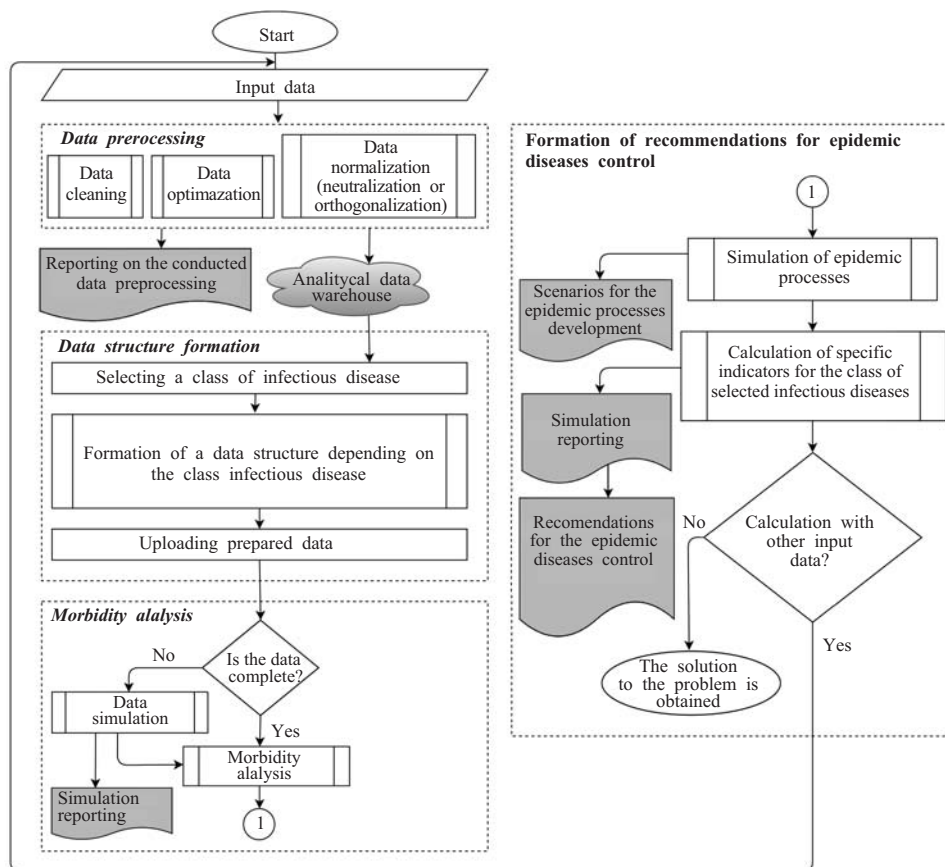 Start
Input data
Data prerocessing
Data
cleaning
Data
optimazation
Data
normalization
(neutralization or
orthogonalization)
Reporting on the conducted
data preprocessing
Analitycal data
warehouse
Data structure formation
Selecting a class of infectious disease
Formation of a data structure depending on
the class infectious disease
Uploading prepared data
Morbidity alalysis
Is the data
complete?
No
Yes
Data
simulation
Morbidity
alalysis
Simulation
reporting
1
Formation of recommendations for epidemic
diseases control
1
Simulation of epidemic
processes
Scenarios for the
epidemic processes
development
Calculation of specific
indicators for the class of
selected infectious diseases
Simulation
reporting
Recomendations
for the epidemic
diseases control
No
Calculation with
other input
data?
Yes
The solution
to the problem is
obtained